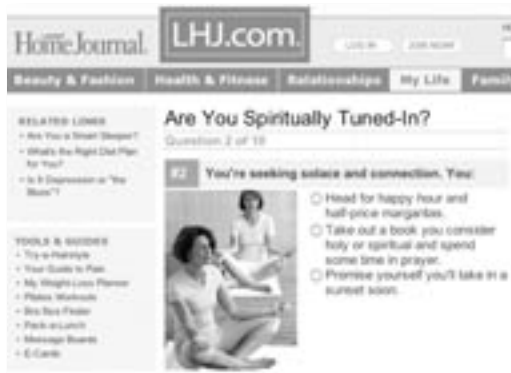 Home Journal.
LHJ.com.
LOG IN JOIN NOW
Beauty & Fashion Health & Fitness Relationships My Life Famil
RELATED LINKS
• Are You a Smart Sleeper?
• What's the Right Diet Plan
for You?
• Is It Depression or "the
Blues"?
TOOLS & GUIDES
• Try-a-Hairstyle
• Your Guide to Pain
• My Weight-Loss Planner
• Pilates Workouts
• Bra Size Finder
• Pack-a-Lunch
• Message Boards
• E-Cards
Are You Spiritually Tuned-In?
Question 2 of 10
#2 You're seeking solace and connection. You:
Head for happy hour and
half-price margaritas.
Take out a book you consider
holy or spiritual and spend
some time in prayer.
Promise yourself you'll take in a
sunset soon.